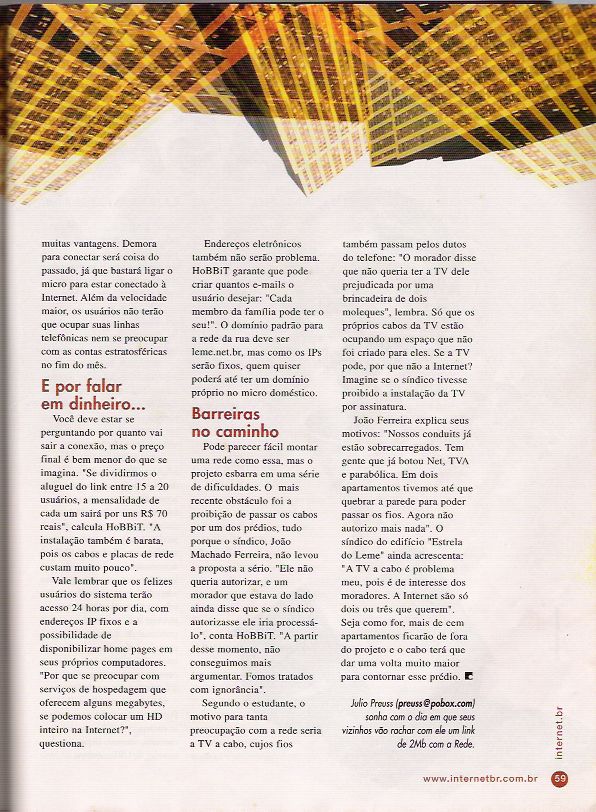 muitas vantagens. Demora
para conectar será coisa do
passado, já que bastará ligar o
micro para estar conectado à
Internet. Além da velocidade
maior, os usuários não terão
que ocupar suas linhas
telefônicas nem se preocupar
com as contas estratosféricas
no fim do mês.
E por falar
em dinheiro...
Você deve estar se
perguntando por quanto vai
sair a conexão, mas o preço
final é bem menor do que se
imagina. "Se dividirmos o
aluguel do link entre 15 a 20
usuários, a mensalidade de
cada um sairá por uns R$ 70
reais", calcula HoBBiT. "A
instalação também é barata,
pois os cabos e placas de rede
custam muito pouco".
Vale lembrar que os felizes
usuários do sistema terão
acesso 24 horas por dia, com
endereços IP fixos e a
possibilidade de
disponibilizar home pages em
seus próprios computadores.
"Por que se preocupar com
serviços de hospedagem que
oferecem alguns megabytes,
se podemos colocar um HD
inteiro na Internet?",
questiona.
Endereços eletrônicos
também não serão problema.
HoBBiT garante que pode
criar quantos e-mails o
usuário desejar: "Cada
membro da família pode ter o
seu!". O domínio padrão para
a rede da rua deve ser
leme.net.br, mas como os IPs
serão fixos, quem quiser
poderá até ter um domínio
próprio no micro doméstico.
Barreiras
no caminho
Pode parecer fácil montar
uma rede como essa, mas o
projeto esbarra em uma série
de dificuldades. O mais
recente obstáculo foi a
proibição de passar os cabos
por um dos prédios, tudo
porque o síndico, João
Machado Ferreira, não levou
a proposta a sério. "Ele não
queria autorizar, e um
morador que estava do lado
ainda disse que se o síndico
autorizasse ele iria processá-
lo", conta HoBBiT. "A partir
desse momento, não
conseguimos mais
argumentar. Fomos tratados
com ignorância".
Segundo o estudante, o
motivo para tanta
preocupação com a rede seria
a TV a cabo, cujos fios
também passam pelos dutos
do telefone: "O morador disse
que não queria ter a TV dele
prejudicada por uma
brincadeira de dois
moleques", lembra. Só que os
próprios cabos da TV estão
ocupando um espaço que não
foi criado para eles. Se a TV
pode, por que não a Internet?
Imagine se o síndico tivesse
proibido a instalação da TV
por assinatura.
João Ferreira explica seus
motivos: "Nossos conduits já
estão sobrecarregados. Tem
gente que já botou Net, TVA
e parabólica. Em dois
apartamentos tivemos até que
quebrar a parede para poder
passar os fios. Agora não
autorizo mais nada". O
síndico do edifício "Estrela
do Leme" ainda acrescenta:
"A TV a cabo é problema
meu, pois é de interesse dos
moradores. A Internet são só
dois ou três que querem".
Seja como for, mais de cem
apartamentos ficarão de fora
do projeto e o cabo terá que
dar uma volta muito maior
para contornar esse prédio.
Julio Preuss (preuss@pobox.com)
sonha com o dia em que seus
vizinhos vão rachar com ele um link
de 2Mb com a Rede.
internet.br
www.internetbr.com.br 59